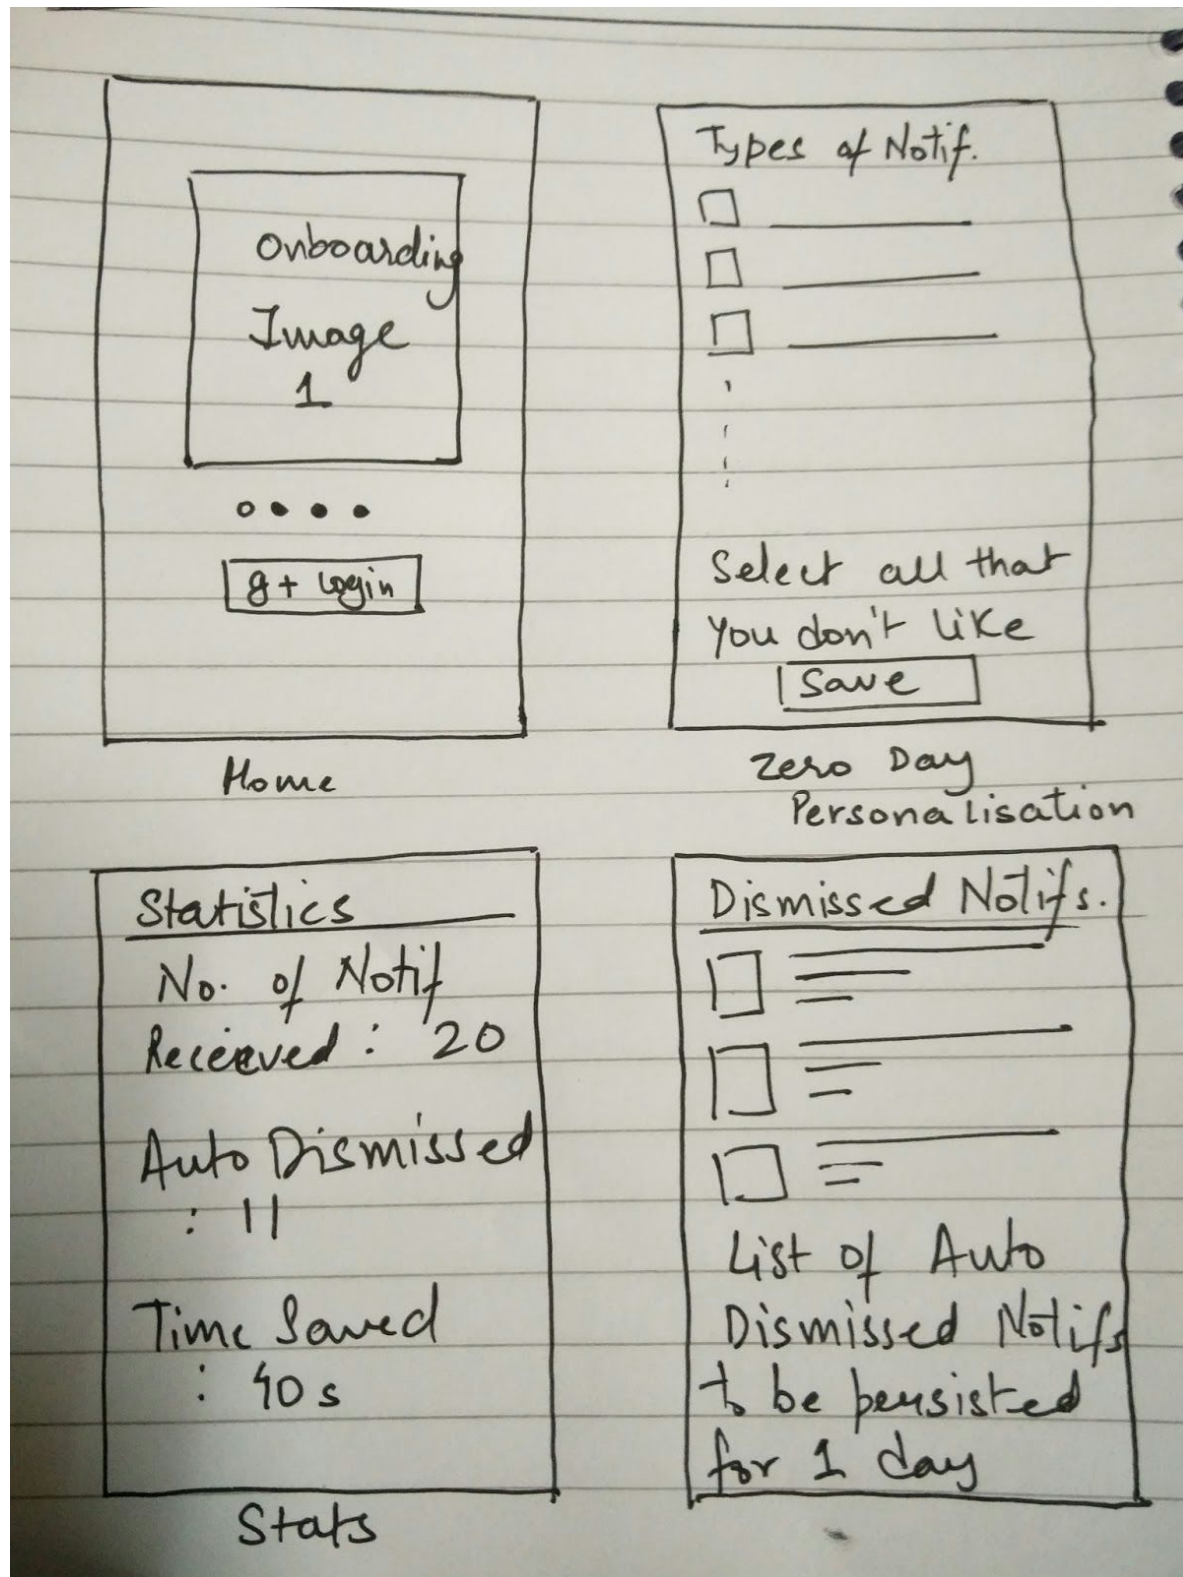 Onboarding
Image
1
g+ login
Home
Types of Notif.
Select all that
you don't like
Save
Zero Day
Personalisation
Statistics
No. of Notif
Receieved : 20
Auto Dismissed
: 11
Time Saved
: 40 s
Stats
Dismissed Notifs.
List of Auto
Dismissed Notifs
to be persisted
for 1 day